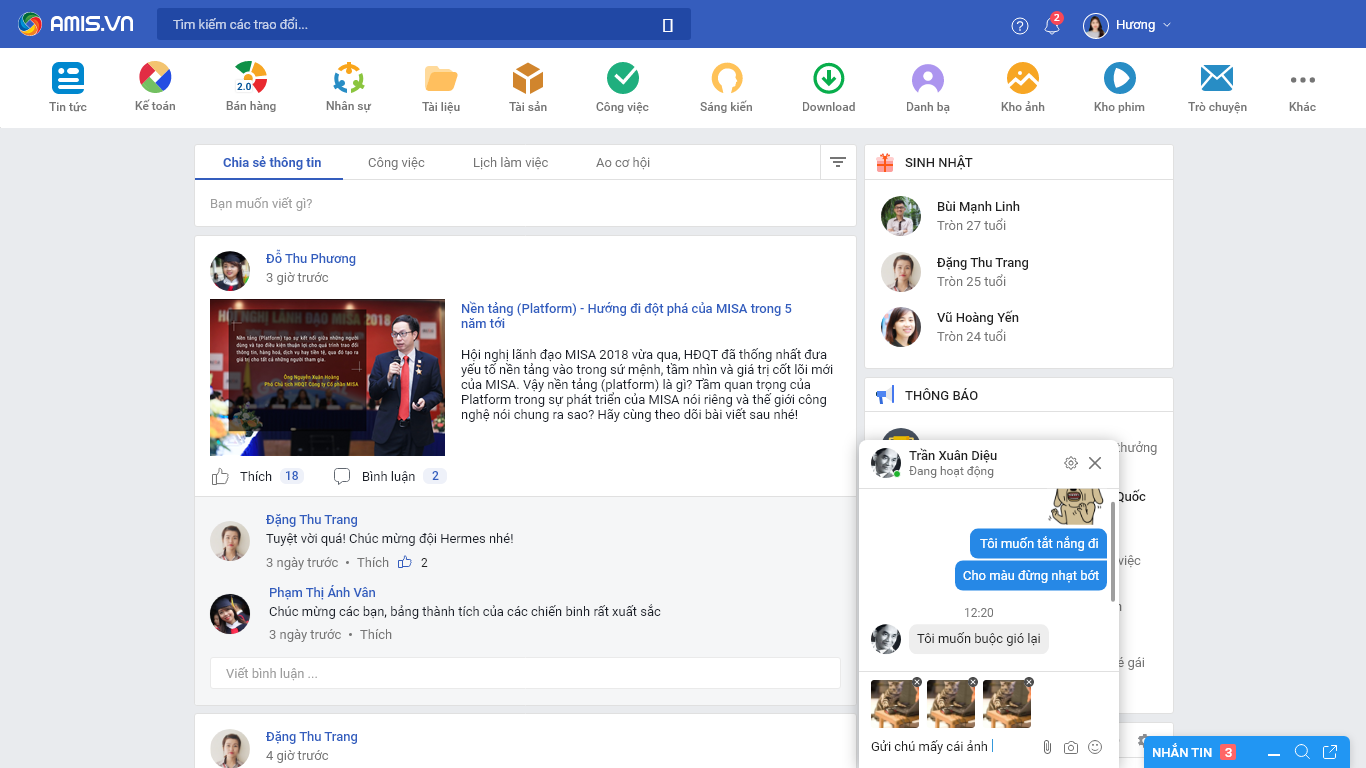 AMIS.VN
Tìm kiếm các trao đổi...
2
Hương
Tin tức
Kế toán
2.0
Bán hàng
Nhân sự
Tài liệu
Tài sản
Công việc
Sáng kiến
Download
Danh bạ
Kho ảnh
Kho phim
Trò chuyện
Khác
Chia sẻ thông tin
Công việc
Lịch làm việc
Ao cơ hội
Bạn muốn viết gì?
Đỗ Thu Phương
3 giờ trước
HỘI NGHỊ LÃNH ĐẠO MISA 2018
Nền tảng (Platform) tạo sự kết nối giữa những người
dùng và tạo điều kiện thuận lợi cho quá trình trao đổi
thông tin, hàng hoá, dịch vụ hay tiền tệ, qua đó tạo ra
giá trị cho tất cả những người tham gia.
Ông Nguyễn Xuân Hoàng
Phó Chủ tịch HĐQT Công ty Cổ phần MISA
Nền tảng (Platform) - Hướng đi đột phá của MISA trong 5
năm tới
Hội nghị lãnh đạo MISA 2018 vừa qua, HĐQT đã thống nhất đưa
yếu tố nền tảng vào trong sứ mệnh, tầm nhìn và giá trị cốt lõi mới
của MISA. Vậy nền tảng (platform) là gì? Tầm quan trọng của
Platform trong sự phát triển của MISA nói riêng và thế giới công
nghệ nói chung ra sao? Hãy cùng theo dõi bài viết sau nhé!
Thích 18
Bình luận 2
Đặng Thu Trang
Tuyệt vời quá! Chúc mừng đội Hermes nhé!
3 ngày trước • Thích 2
Phạm Thị Ánh Vân
Chúc mừng các bạn, bảng thành tích của các chiến binh rất xuất sắc
3 ngày trước • Thích
Viết bình luận ...
Đặng Thu Trang
4 giờ trước
SINH NHẬT
Bùi Mạnh Linh
Tròn 27 tuổi
Đặng Thu Trang
Tròn 25 tuổi
Vũ Hoàng Yến
Tròn 24 tuổi
THÔNG BÁO
thưởng
Quốc
việc
gái
Trần Xuân Diệu
Đang hoạt động
Tôi muốn tắt nắng đi
Cho màu đừng nhạt bớt
12:20
Tôi muốn buộc gió lại
Gửi chú mấy cái ảnh
NHẮN TIN 3